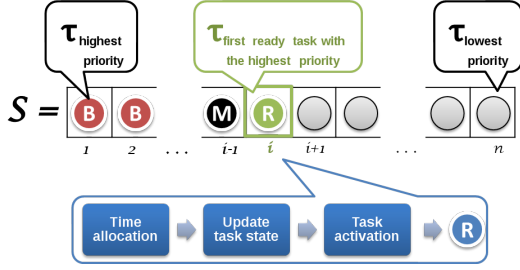 τhighest priority
τfirst ready task with the highest priority
τlowest priority
S =
B B M R
1 2 . . . i-1 i i+1 . . . n
Time allocation
Update task state
Task activation
R